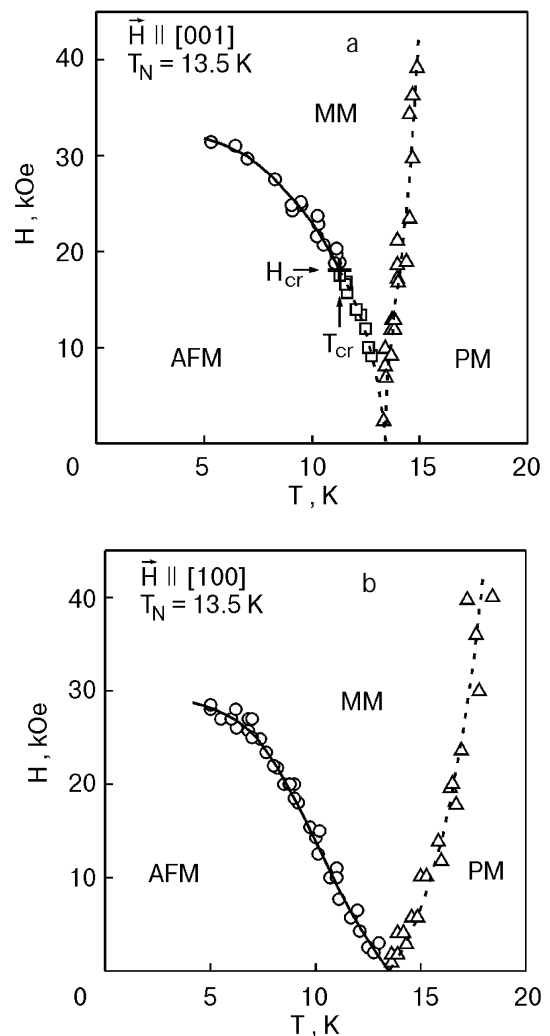 H⃗ || [001]
a
T_N = 13.5 K
40
MM
30
H , kOe
20
H_cr
T_cr
10
AFM
PM
0
5
10
15
20
T , K
H⃗ || [100]
b
T_N = 13.5 K
40
MM
30
H , kOe
20
10
AFM
PM
0
5
10
15
20
T , K